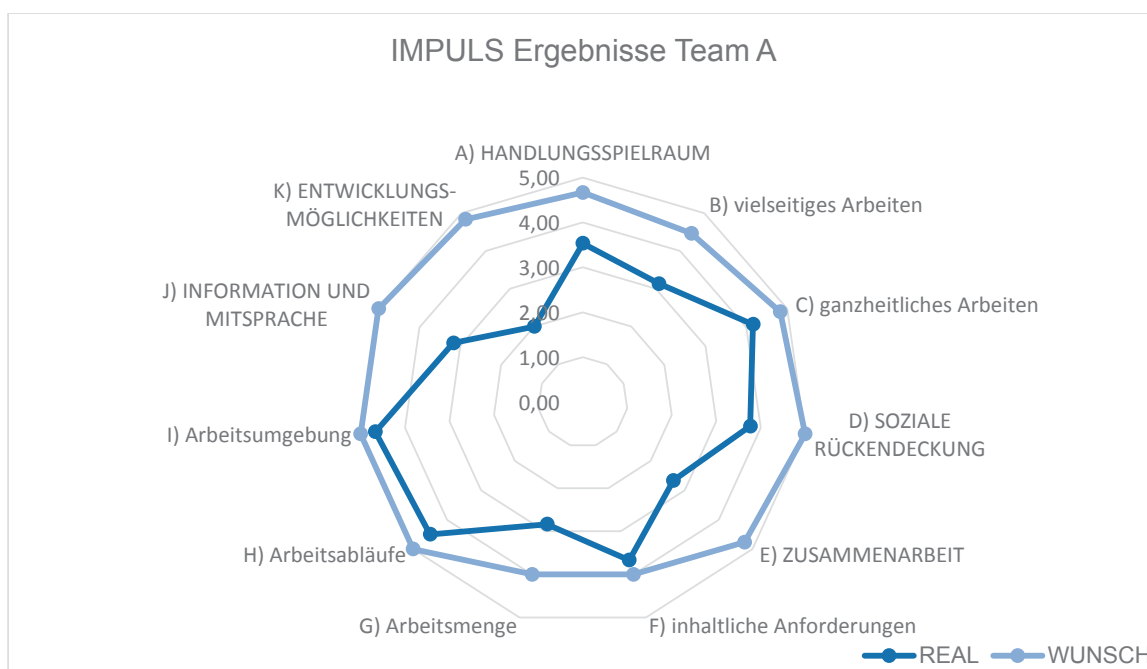 IMPULS Ergebnisse Team A
A) HANDLUNGSSPIELRAUM
5,00
4,00
3,00
2,00
1,00
0,00
B) vielseitiges Arbeiten
C) ganzheitliches Arbeiten
D) SOZIALE
RÜCKENDECKUNG
E) ZUSAMMENARBEIT
F) inhaltliche Anforderungen
G) Arbeitsmenge
H) Arbeitsabläufe
I) Arbeitsumgebung
J) INFORMATION UND
MITSPRACHE
K) ENTWICKLUNGS-
MÖGLICHKEITEN
REAL
WUNSCH